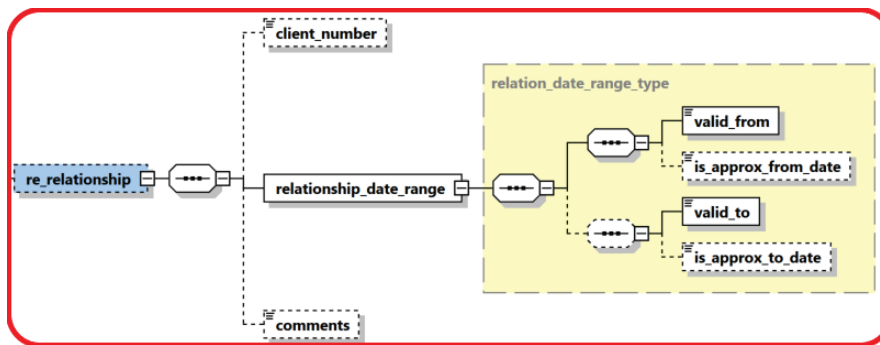 client_number
relation_date_range_type
valid_from
is_approx_from_date
re_relationship
relationship_date_range
valid_to
is_approx_to_date
comments